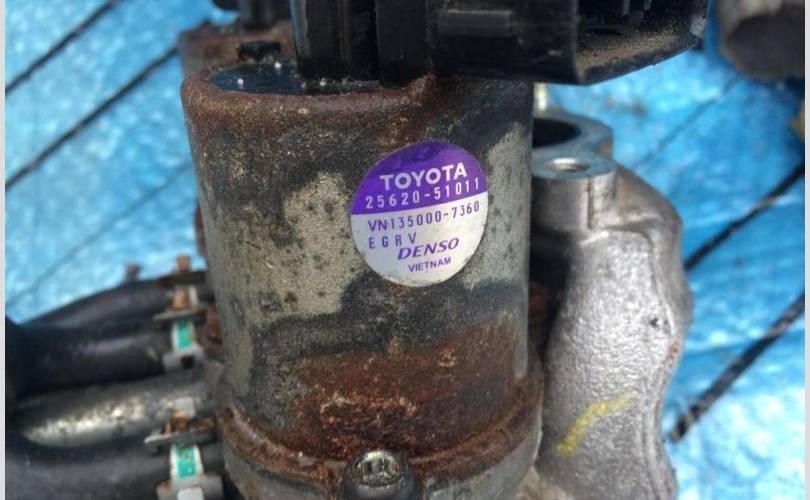 TOYOTA
25620-51011
VN135000-7360
EGRV
DENSO
VIETNAM